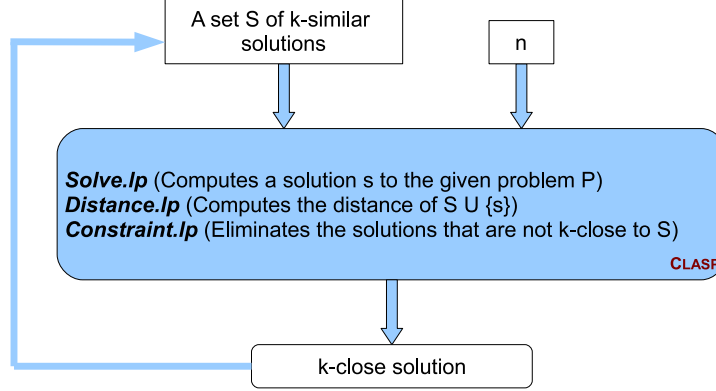 A set S of k-similar
solutions
n
Solve.lp (Computes a solution s to the given problem P)
Distance.lp (Computes the distance of S U {s})
Constraint.lp (Eliminates the solutions that are not k-close to S)
CLASP
k-close solution